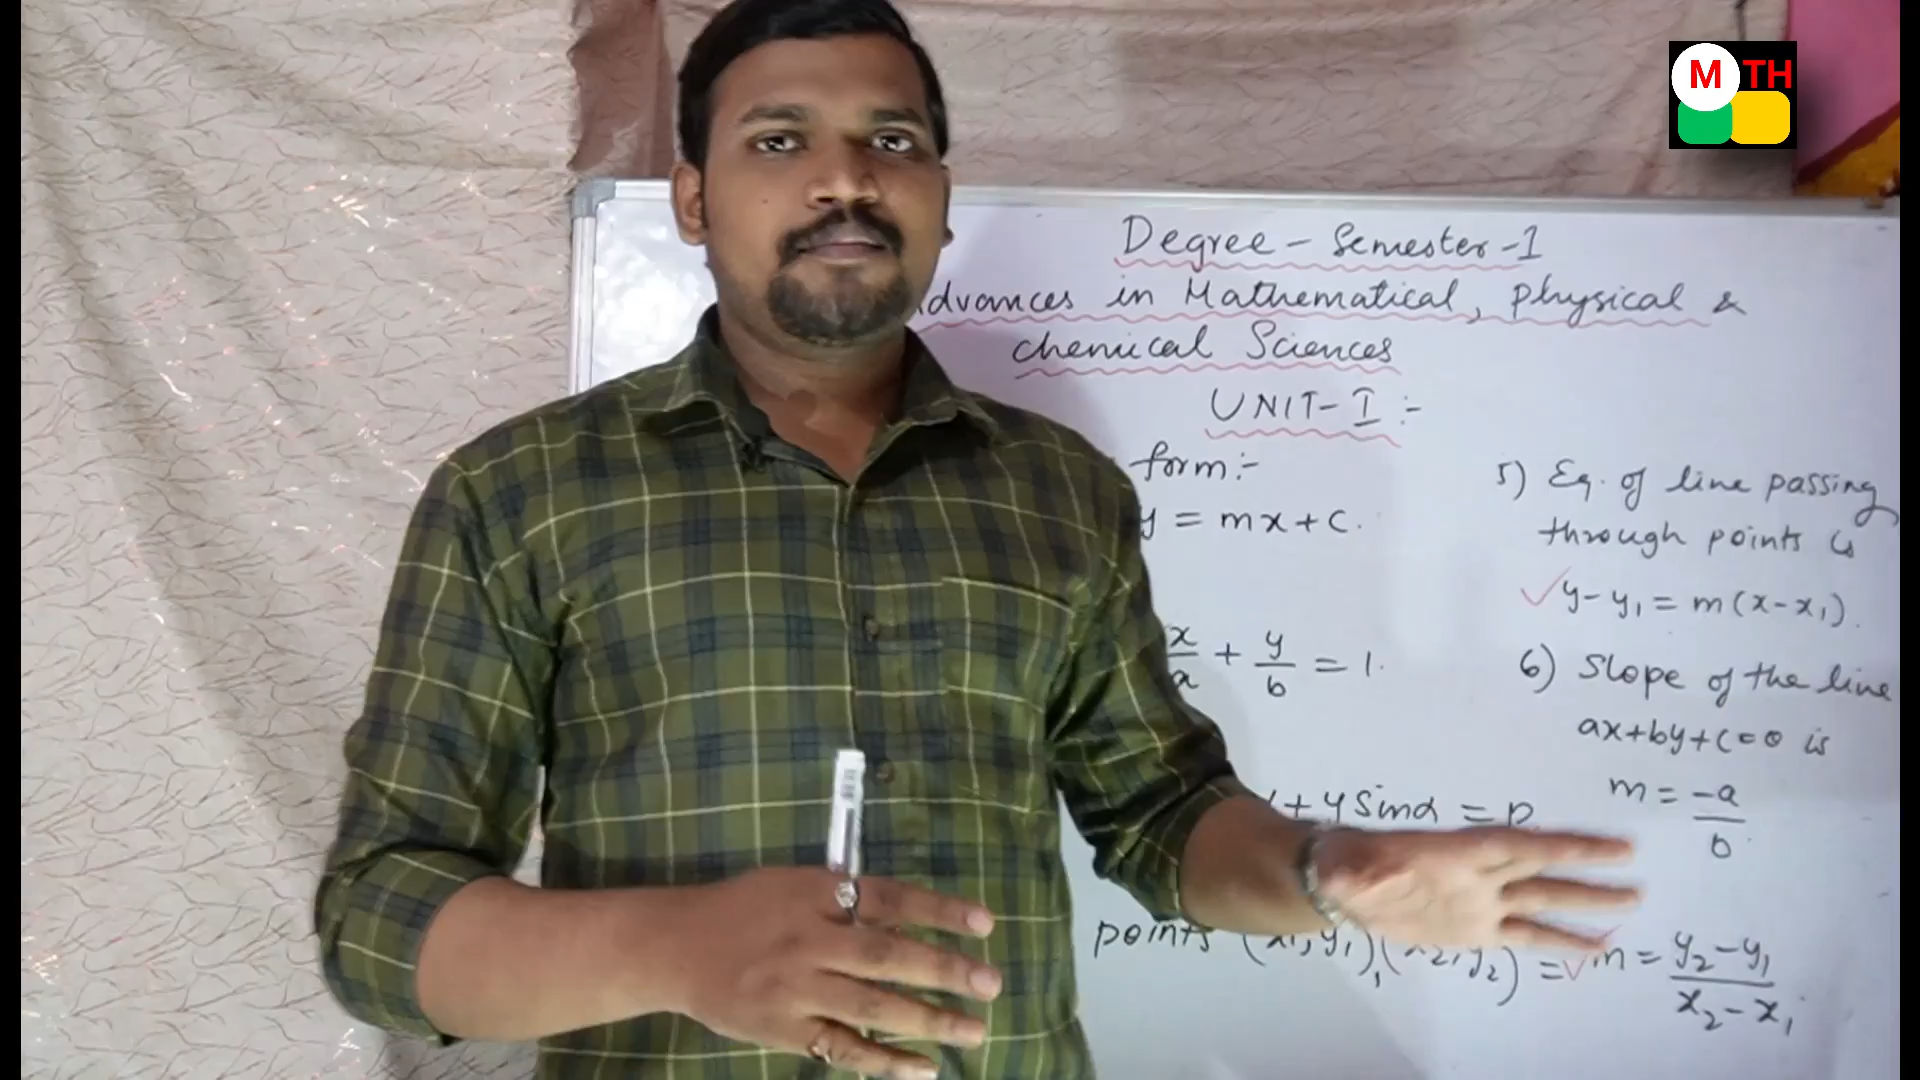 M TH
Degree - Semester - 1
Advances in Mathematical, Physical &
chemical Sciences
UNIT - I :-
form:-
y = mx + c.
x/a + y/b = 1.
+ y sinα = p
points (x1, y1), (x2, y2) = ✓ m = y2 - y1 / x2 - x1
5) Eq. of line passing
through points is
✓ y - y1 = m (x - x1).
6) Slope of the line
ax + by + c = 0 is
m = -a/b